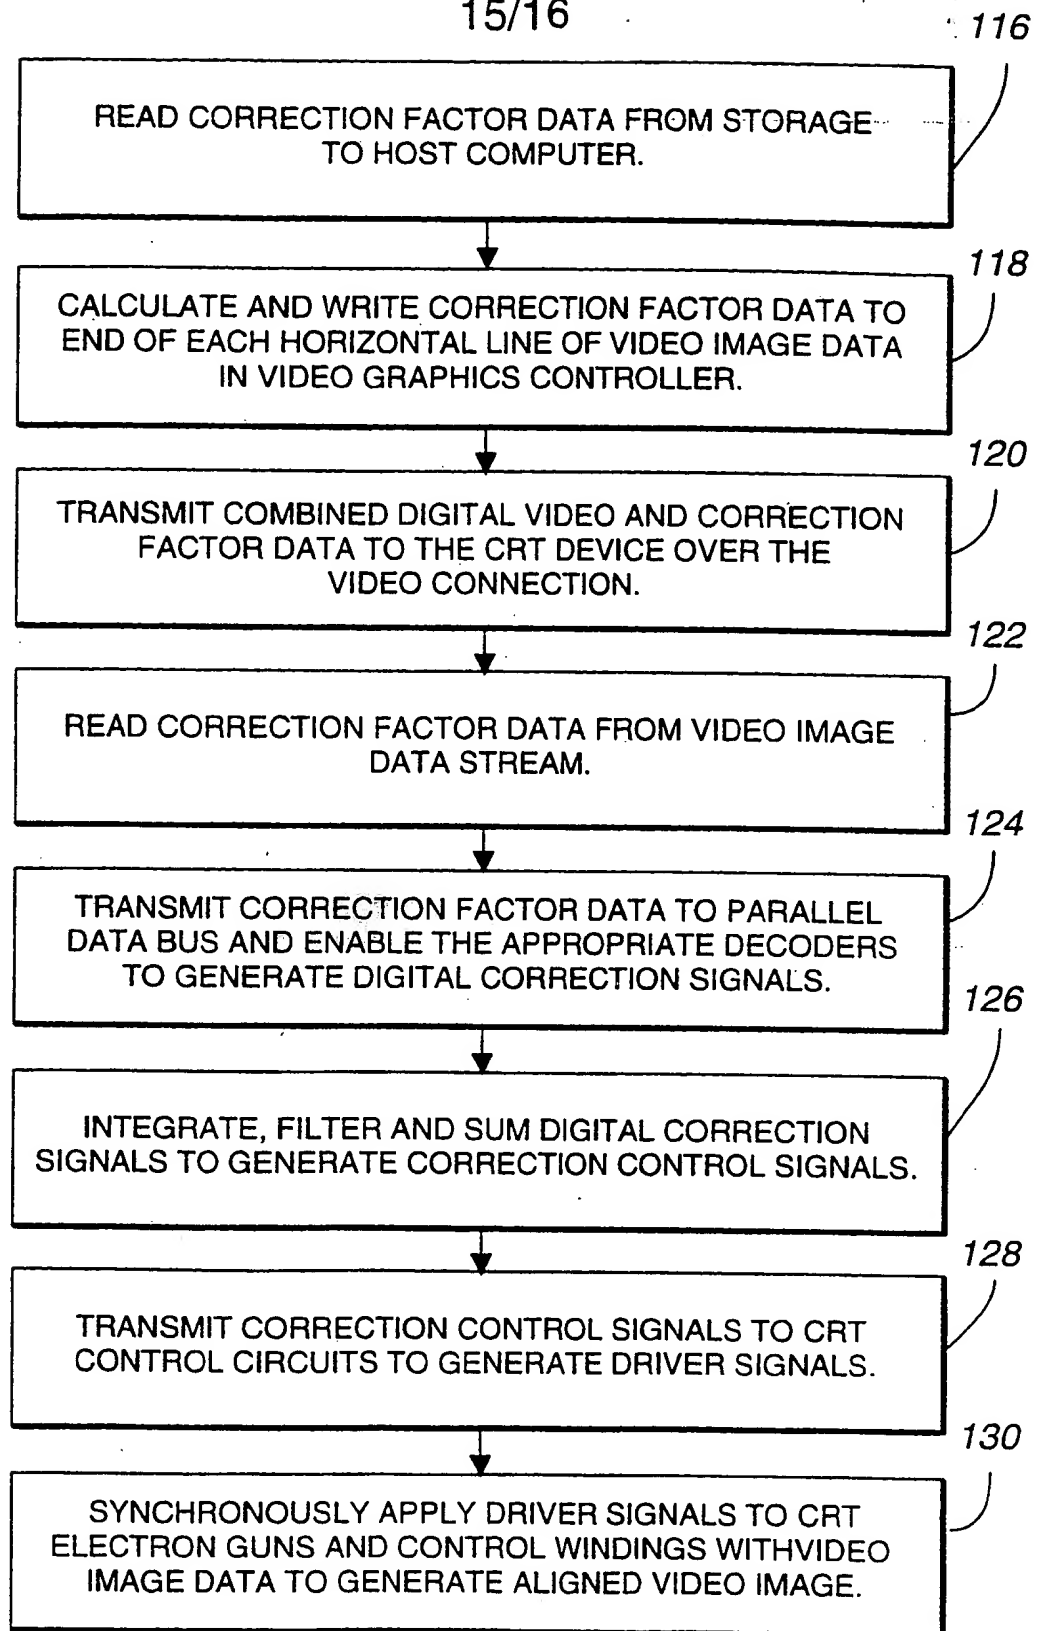 15/16
116
READ CORRECTION FACTOR DATA FROM STORAGE
TO HOST COMPUTER.
118
CALCULATE AND WRITE CORRECTION FACTOR DATA TO
END OF EACH HORIZONTAL LINE OF VIDEO IMAGE DATA
IN VIDEO GRAPHICS CONTROLLER.
120
TRANSMIT COMBINED DIGITAL VIDEO AND CORRECTION
FACTOR DATA TO THE CRT DEVICE OVER THE
VIDEO CONNECTION.
122
READ CORRECTION FACTOR DATA FROM VIDEO IMAGE
DATA STREAM.
124
TRANSMIT CORRECTION FACTOR DATA TO PARALLEL
DATA BUS AND ENABLE THE APPROPRIATE DECODERS
TO GENERATE DIGITAL CORRECTION SIGNALS.
126
INTEGRATE, FILTER AND SUM DIGITAL CORRECTION
SIGNALS TO GENERATE CORRECTION CONTROL SIGNALS.
128
TRANSMIT CORRECTION CONTROL SIGNALS TO CRT
CONTROL CIRCUITS TO GENERATE DRIVER SIGNALS.
130
SYNCHRONOUSLY APPLY DRIVER SIGNALS TO CRT
ELECTRON GUNS AND CONTROL WINDINGS WITHVIDEO
IMAGE DATA TO GENERATE ALIGNED VIDEO IMAGE.